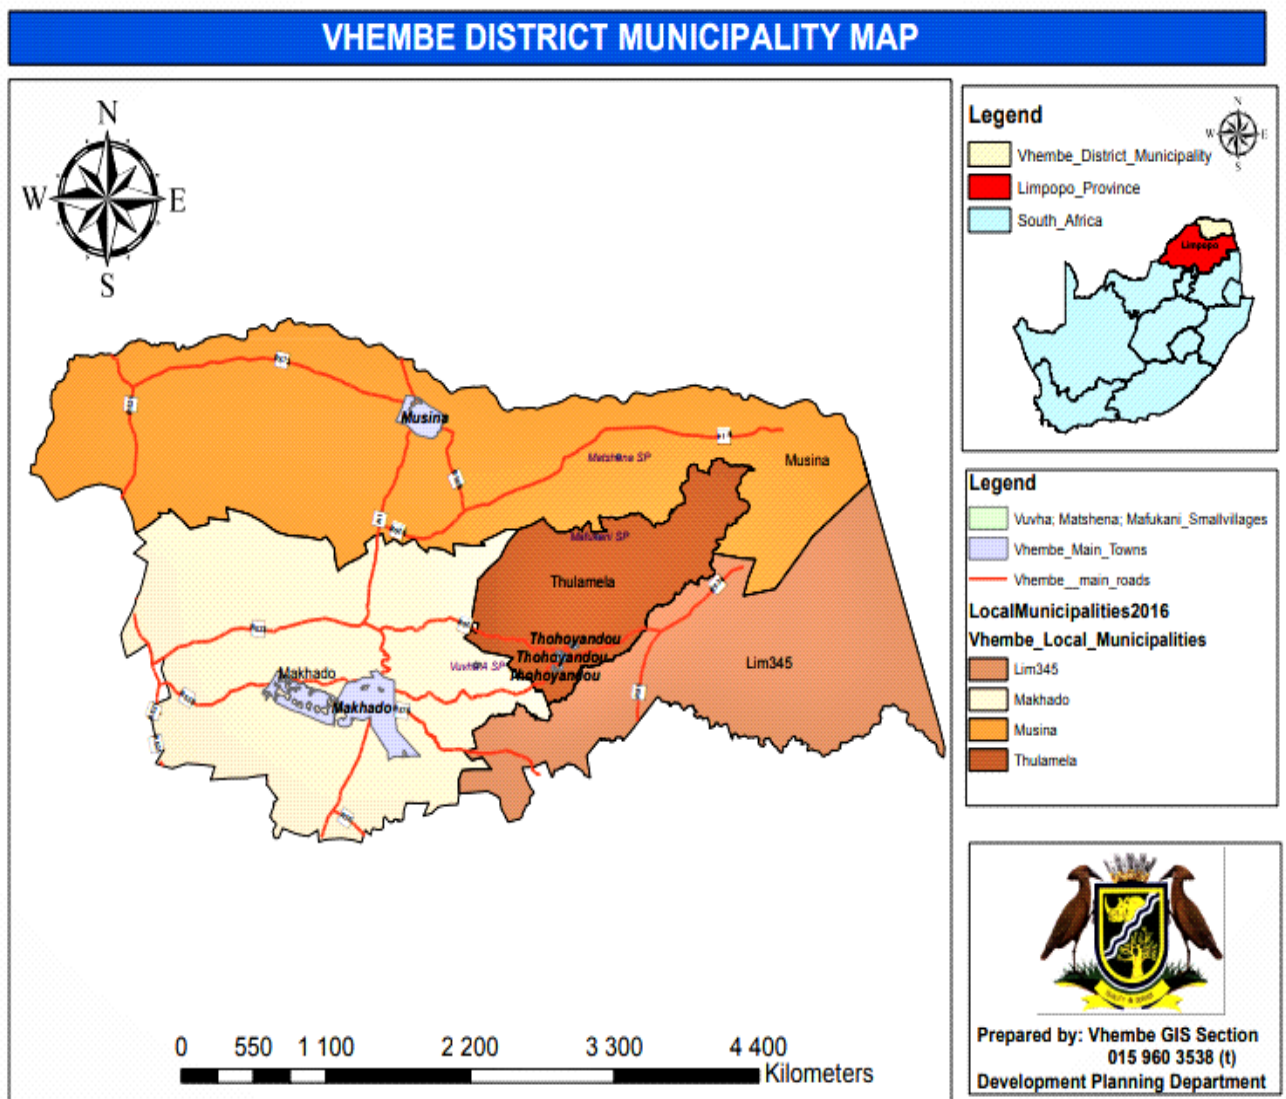 VHEMBE DISTRICT MUNICIPALITY MAP
N
W
E
S
Musina
Matshena SP
Musina
Mafukani SP
Thulamela
Thohoyandou
Thohoyandou
Thohoyandou
Lim345
Makhado
Makhado
0 550 1 100 2 200 3 300 4 400
Kilometers
Legend
N
W
E
S
Vhembe_District_Municipality
Limpopo_Province
South_Africa
Limpopo
Legend
Vuvha; Matshena; Mafukani_Smallvillages
Vhembe_Main_Towns
Vhembe__main_roads
LocalMunicipalities2016
Vhembe_Local_Municipalities
Lim345
Makhado
Musina
Thulamela
Prepared by: Vhembe GIS Section
015 960 3538 (t)
Development Planning Department